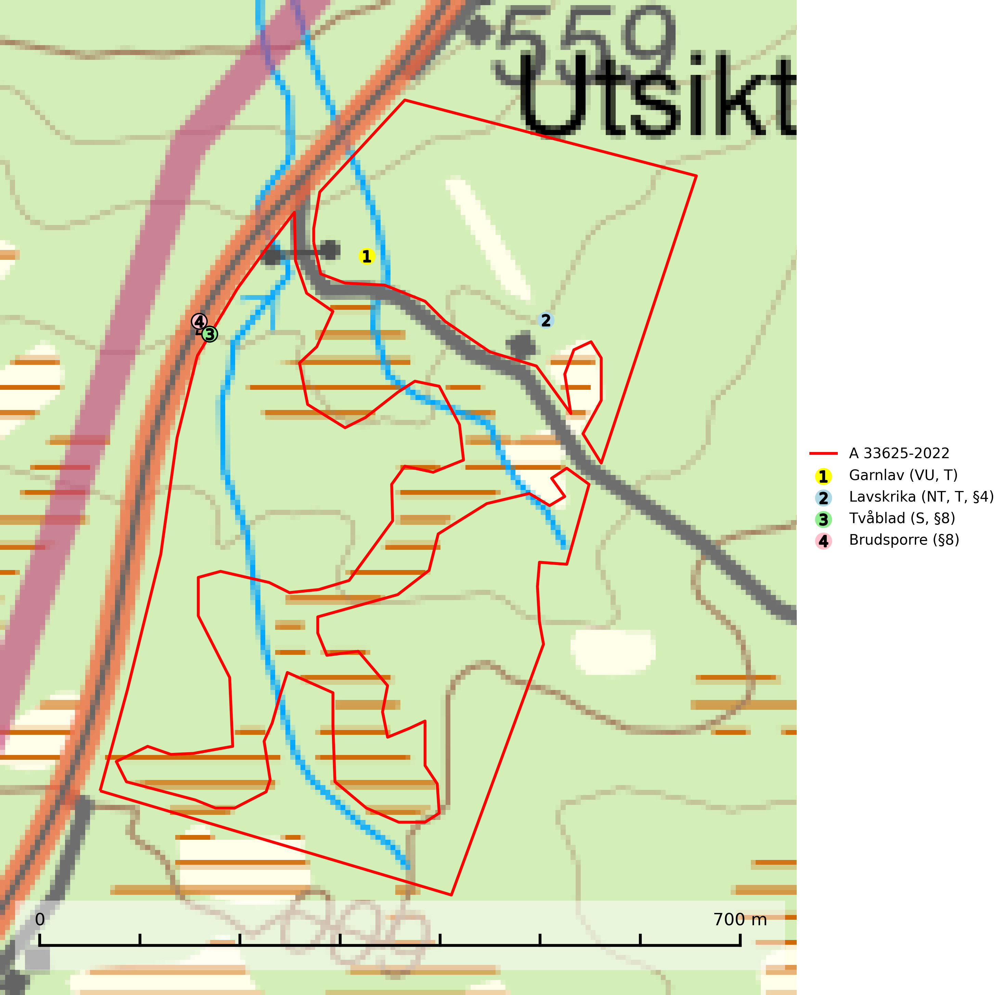 559
Utsikt
1
2
4
3
A 33625-2022
1 Garnlav (VU, T)
2 Lavskrika (NT, T, §4)
3 Tvåblad (S, §8)
4 Brudsporre (§8)
0 700 m